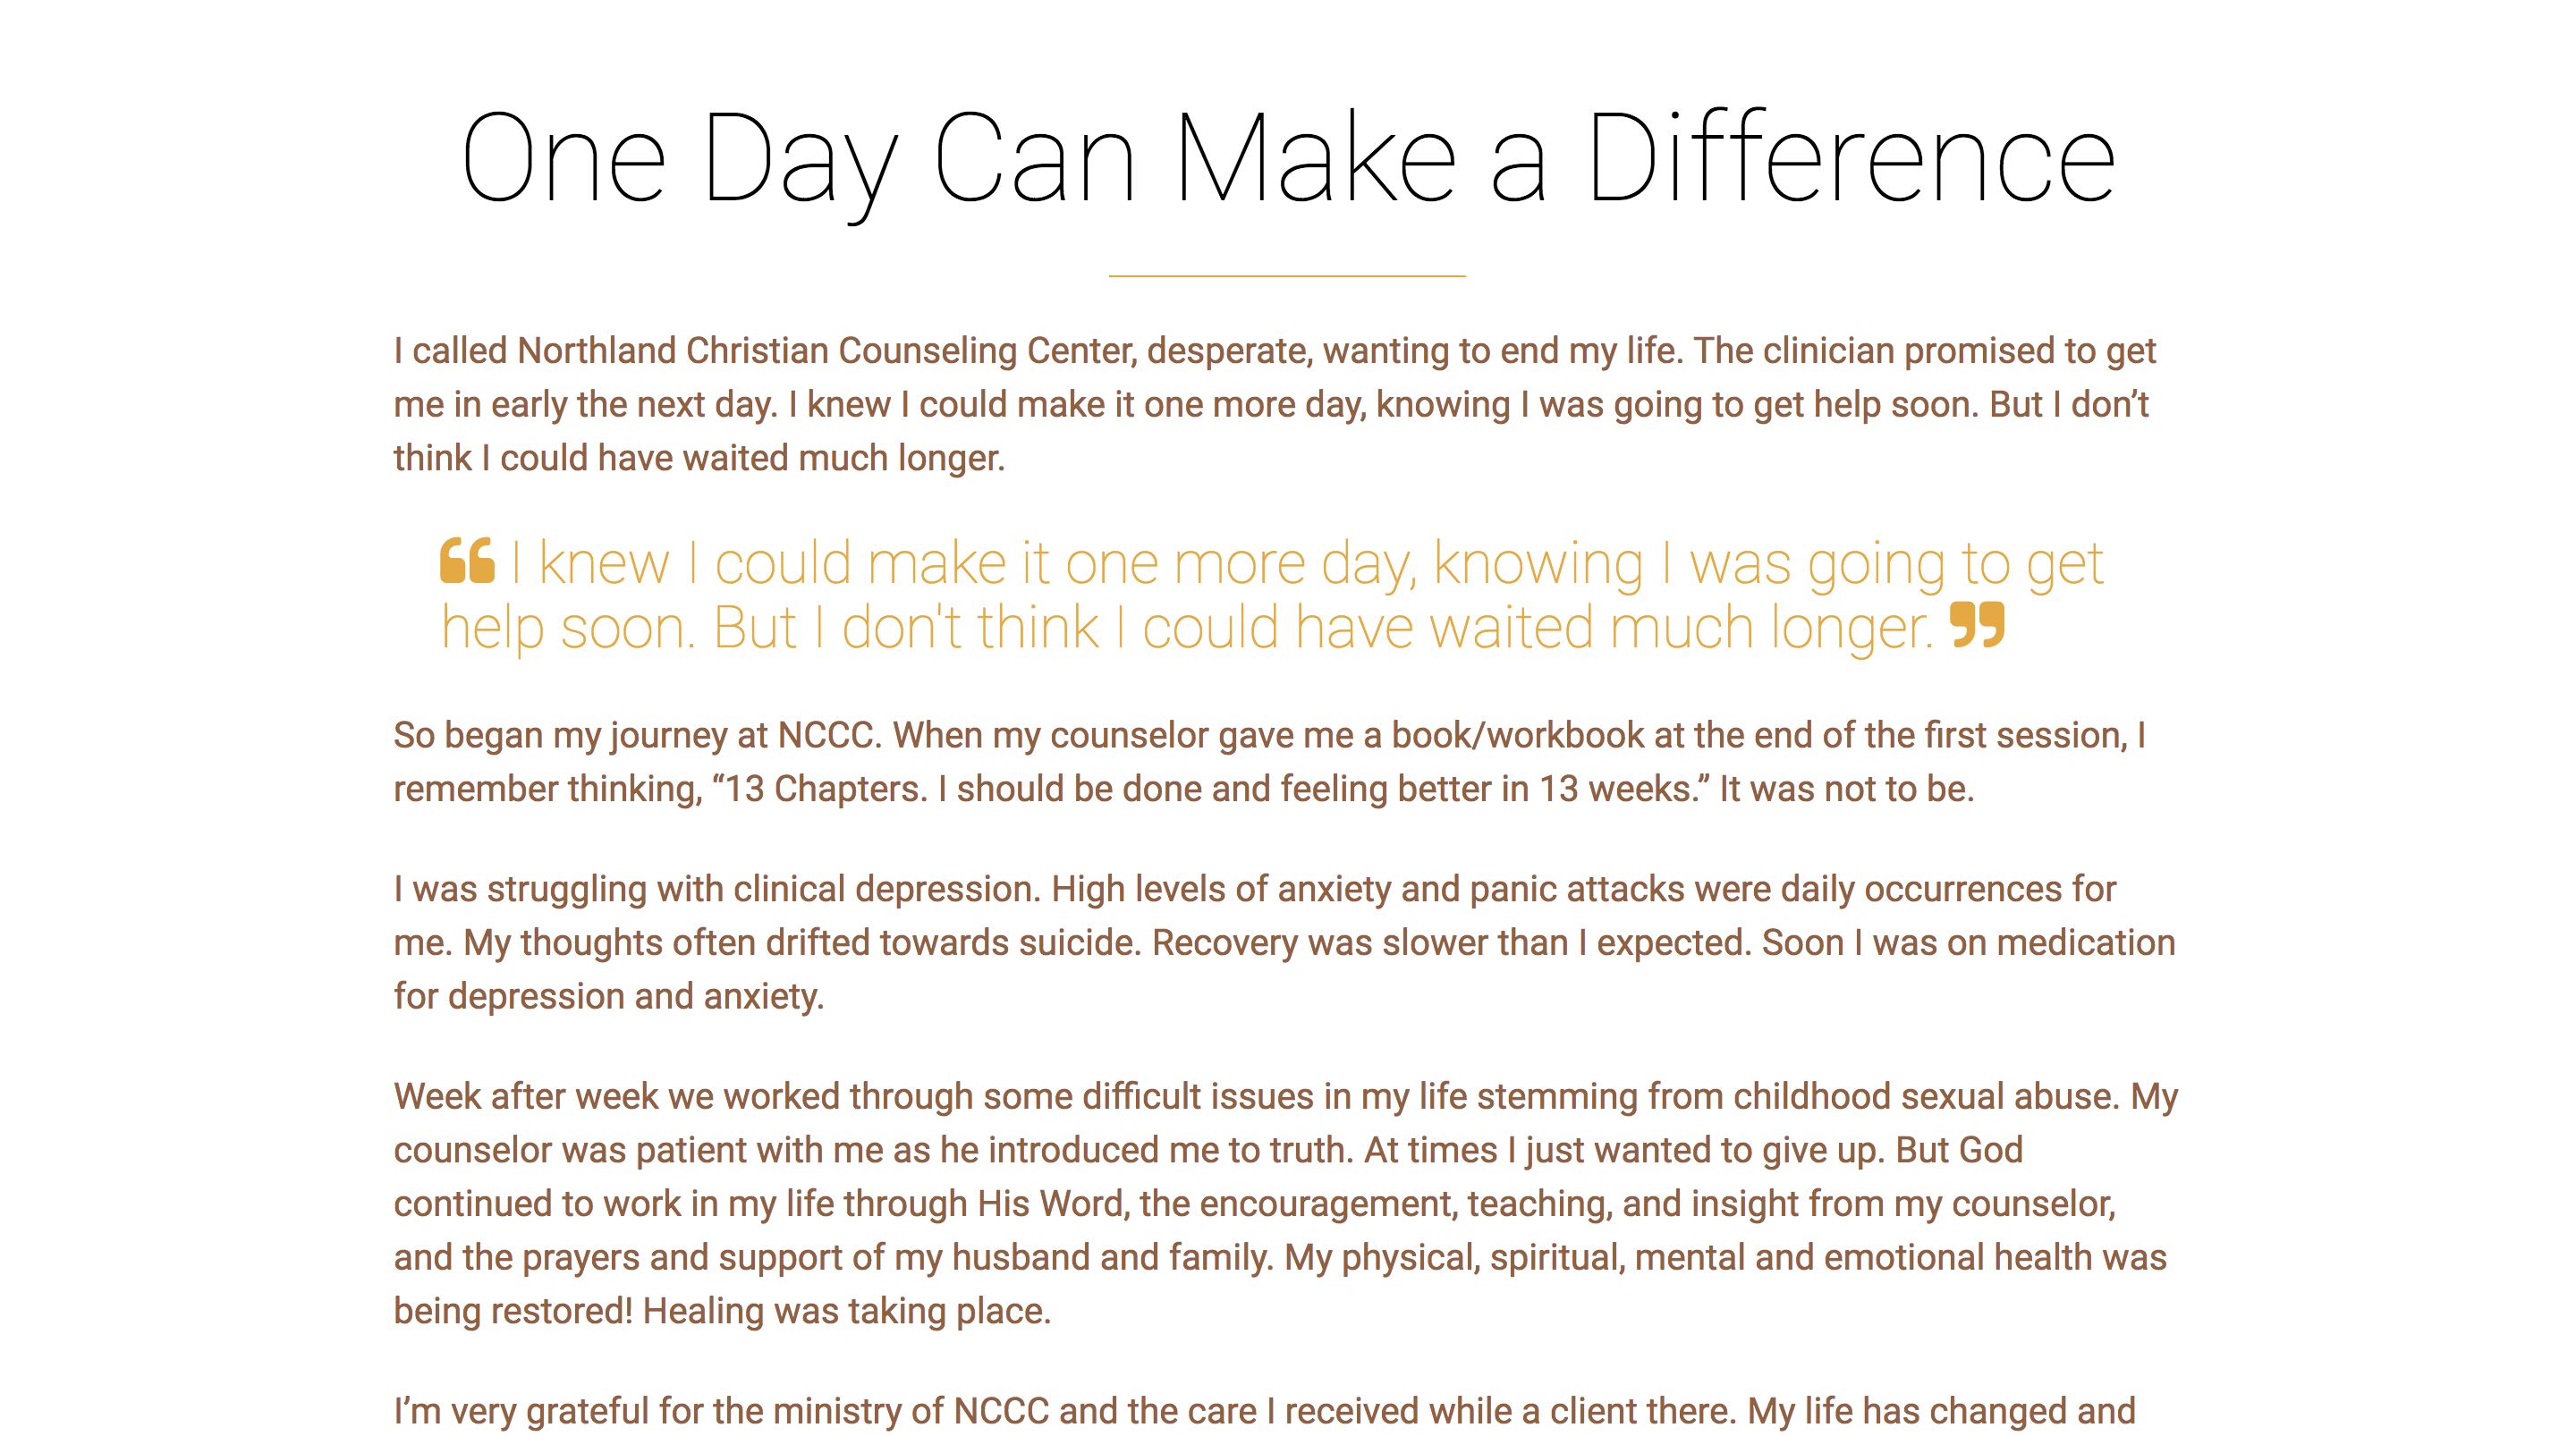 One Day Can Make a Difference
I called Northland Christian Counseling Center, desperate, wanting to end my life. The clinician promised to get
me in early the next day. I knew I could make it one more day, knowing I was going to get help soon. But I don’t
think I could have waited much longer.
“ I knew I could make it one more day, knowing I was going to get
help soon. But I don't think I could have waited much longer. ”
So began my journey at NCCC. When my counselor gave me a book/workbook at the end of the first session, I
remember thinking, “13 Chapters. I should be done and feeling better in 13 weeks.” It was not to be.
I was struggling with clinical depression. High levels of anxiety and panic attacks were daily occurrences for
me. My thoughts often drifted towards suicide. Recovery was slower than I expected. Soon I was on medication
for depression and anxiety.
Week after week we worked through some difficult issues in my life stemming from childhood sexual abuse. My
counselor was patient with me as he introduced me to truth. At times I just wanted to give up. But God
continued to work in my life through His Word, the encouragement, teaching, and insight from my counselor,
and the prayers and support of my husband and family. My physical, spiritual, mental and emotional health was
being restored! Healing was taking place.
I’m very grateful for the ministry of NCCC and the care I received while a client there. My life has changed and